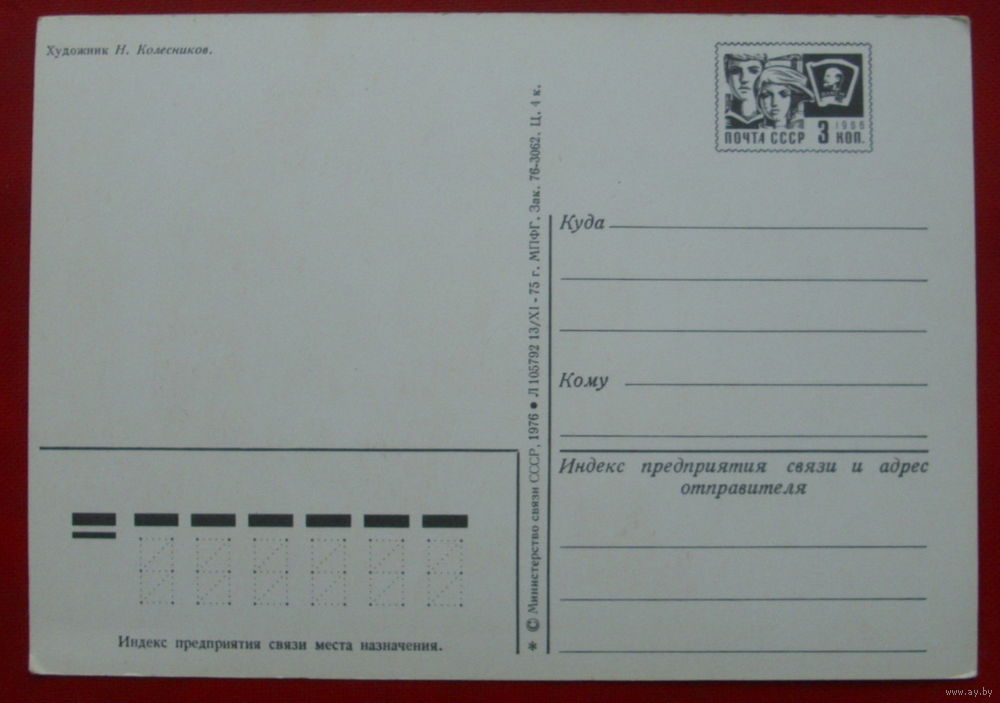 Художник Н. Колесников.
ПОЧТА СССР 3 КОП.
1966
Куда
Кому
Индекс предприятия связи и адрес
отправителя
* © Министерство связи СССР, 1976 ● Л 105792 13/XI - 75 г. МПФГ. Зак. 76-3062. Ц. 4 к.
Индекс предприятия связи места назначения.
www.ay.by